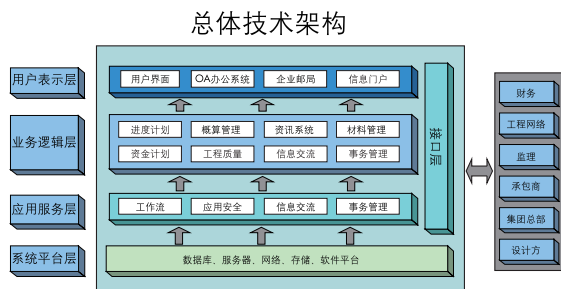 总体技术架构
用户表示层
用户界面 OA办公系统 企业邮局 信息门户
业务逻辑层
进度计划 概算管理 资讯系统 材料管理
资金计划 工程质量 信息交流 事务管理
应用服务层
工作流 应用安全 信息交流 事务管理
系统平台层
数据库、服务器、网络、存储、软件平台
接口层
财务
工程网络
监理
承包商
集团总部
设计方